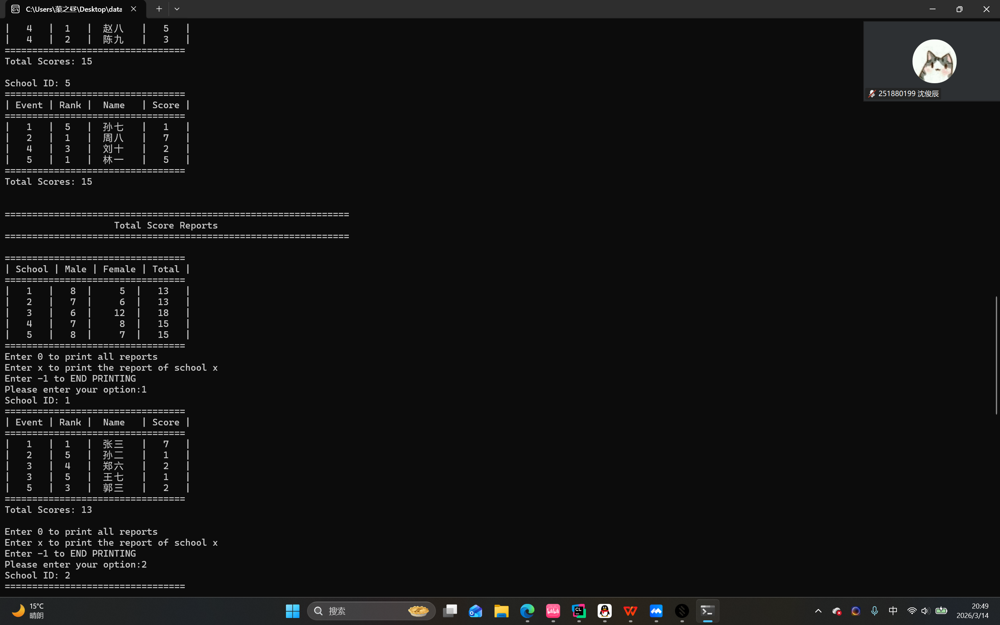 C:\Users\蕖之昼\Desktop\data
| 4 | 1 | 赵八 | 5 |
| 4 | 2 | 陈九 | 3 |
=================================
Total Scores: 15
School ID: 5
=================================
| Event | Rank | Name | Score |
=================================
| 1 | 5 | 孙七 | 1 |
| 2 | 1 | 周八 | 7 |
| 4 | 3 | 刘十 | 2 |
| 5 | 1 | 林一 | 5 |
=================================
Total Scores: 15
===============================================================
Total Score Reports
===============================================================
=================================
| School | Male | Female | Total |
=================================
| 1 | 8 | 5 | 13 |
| 2 | 7 | 6 | 13 |
| 3 | 6 | 12 | 18 |
| 4 | 7 | 8 | 15 |
| 5 | 8 | 7 | 15 |
=================================
Enter 0 to print all reports
Enter x to print the report of school x
Enter -1 to END PRINTING
Please enter your option:1
School ID: 1
=================================
| Event | Rank | Name | Score |
=================================
| 1 | 1 | 张三 | 7 |
| 2 | 5 | 孙二 | 1 |
| 3 | 4 | 郑六 | 2 |
| 3 | 5 | 王七 | 1 |
| 5 | 3 | 郭三 | 2 |
=================================
Total Scores: 13
Enter 0 to print all reports
Enter x to print the report of school x
Enter -1 to END PRINTING
Please enter your option:2
School ID: 2
=================================
251880199 沈俊辰
15°C
晴朗
搜索
bilibili
CL
中
20:49
2026/3/14